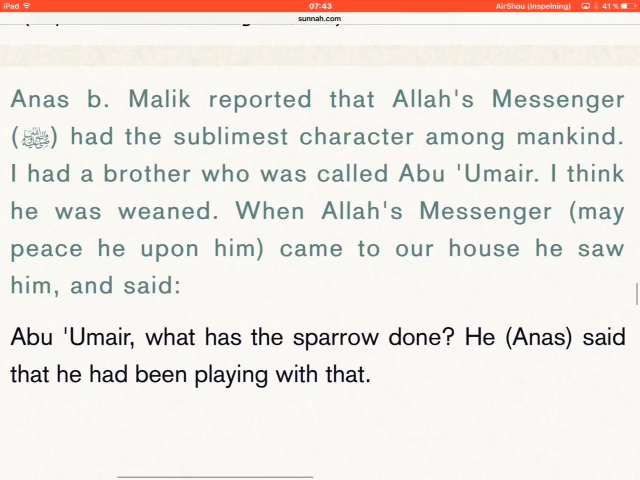 iPad 07:43 AirShou (Inspelning) 41 %
sunnah.com
Anas b. Malik reported that Allah's Messenger
(ﷺ) had the sublimest character among mankind.
I had a brother who was called Abu 'Umair. I think
he was weaned. When Allah's Messenger (may
peace he upon him) came to our house he saw
him, and said:
Abu 'Umair, what has the sparrow done? He (Anas) said
that he had been playing with that.